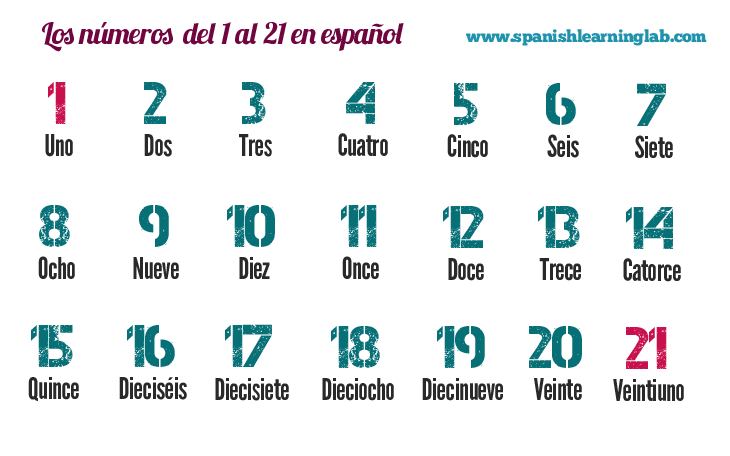 Los números del 1 al 21 en español www.spanishlearninglab.com
1 2 3 4 5 6 7
Uno Dos Tres Cuatro Cinco Seis Siete
8 9 10 11 12 13 14
Ocho Nueve Diez Once Doce Trece Catorce
15 16 17 18 19 20 21
Quince Dieciséis Diecisiete Dieciocho Diecinueve Veinte Veintiuno